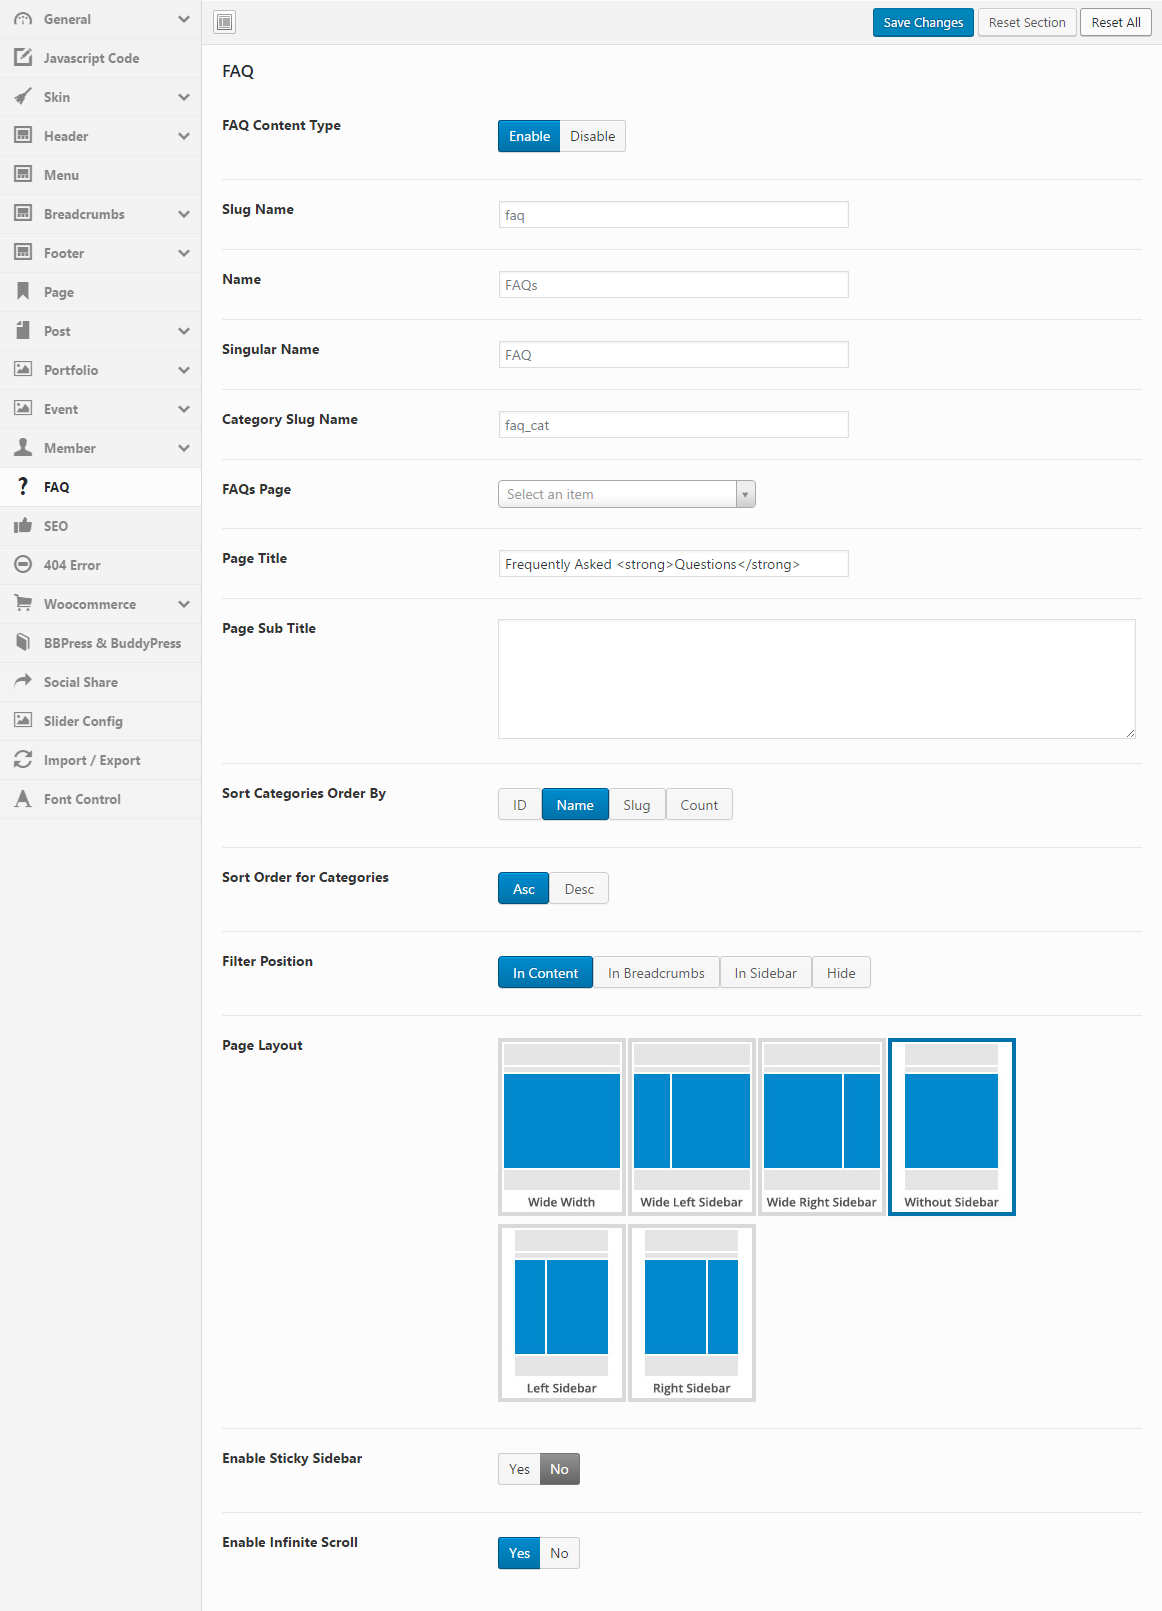 General
Javascript Code
Skin
Header
Menu
Breadcrumbs
Footer
Page
Post
Portfolio
Event
Member
FAQ
SEO
404 Error
Woocommerce
BBPress & BuddyPress
Social Share
Slider Config
Import / Export
Font Control
Save Changes Reset Section Reset All
FAQ
FAQ Content Type Enable Disable
Slug Name faq
Name FAQs
Singular Name FAQ
Category Slug Name faq_cat
FAQs Page Select an item
Page Title Frequently Asked <strong>Questions</strong>
Page Sub Title
Sort Categories Order By ID Name Slug Count
Sort Order for Categories Asc Desc
Filter Position In Content In Breadcrumbs In Sidebar Hide
Page Layout
Wide Width Wide Left Sidebar Wide Right Sidebar Without Sidebar
Left Sidebar Right Sidebar
Enable Sticky Sidebar Yes No
Enable Infinite Scroll Yes No